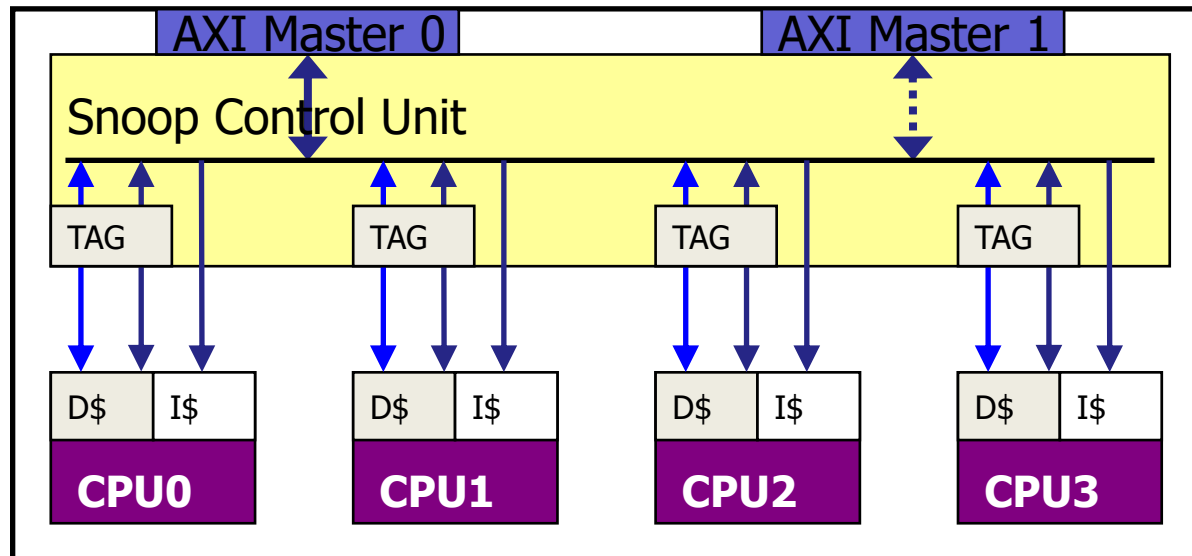 AXI Master 0
AXI Master 1
Snoop Control Unit
TAG
TAG
TAG
TAG
D$
I$
D$
I$
D$
I$
D$
I$
CPU0
CPU1
CPU2
CPU3